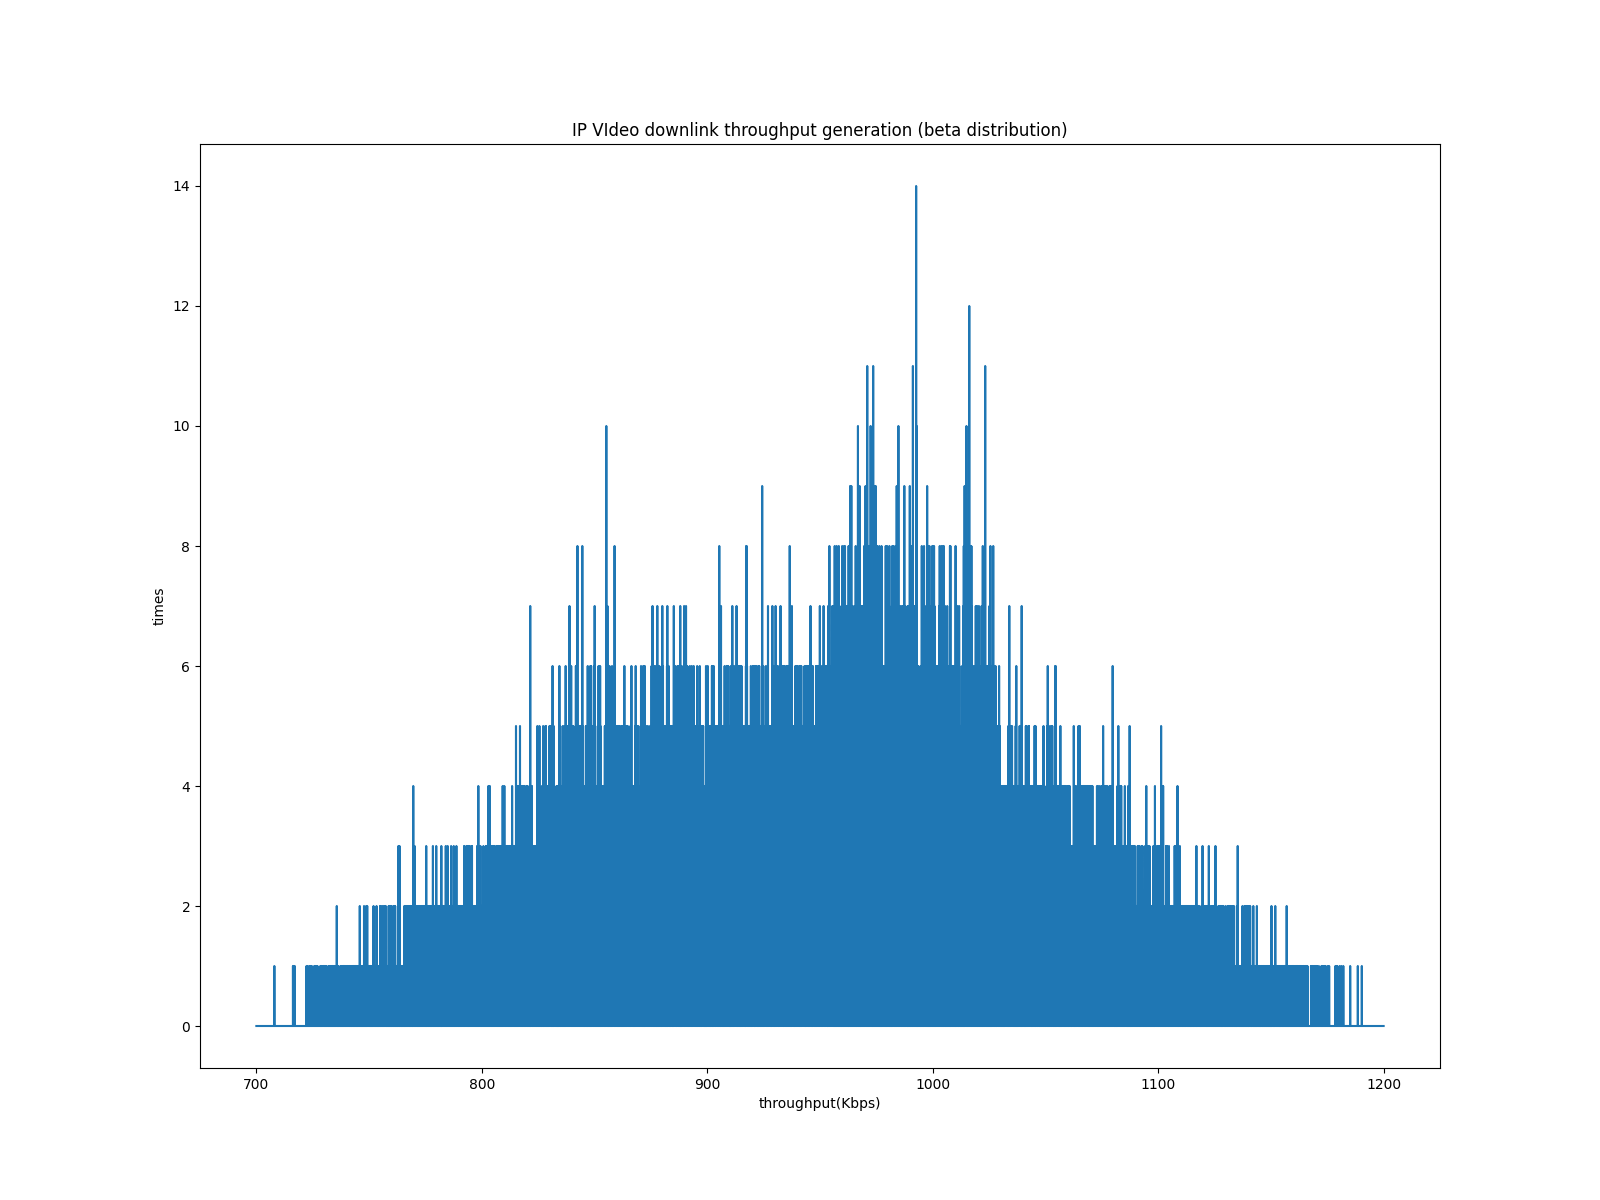 IP VIdeo downlink throughput generation (beta distribution)
14
12
10
8
6
4
2
0
times
700 800 900 1000 1100 1200
throughput(Kbps)